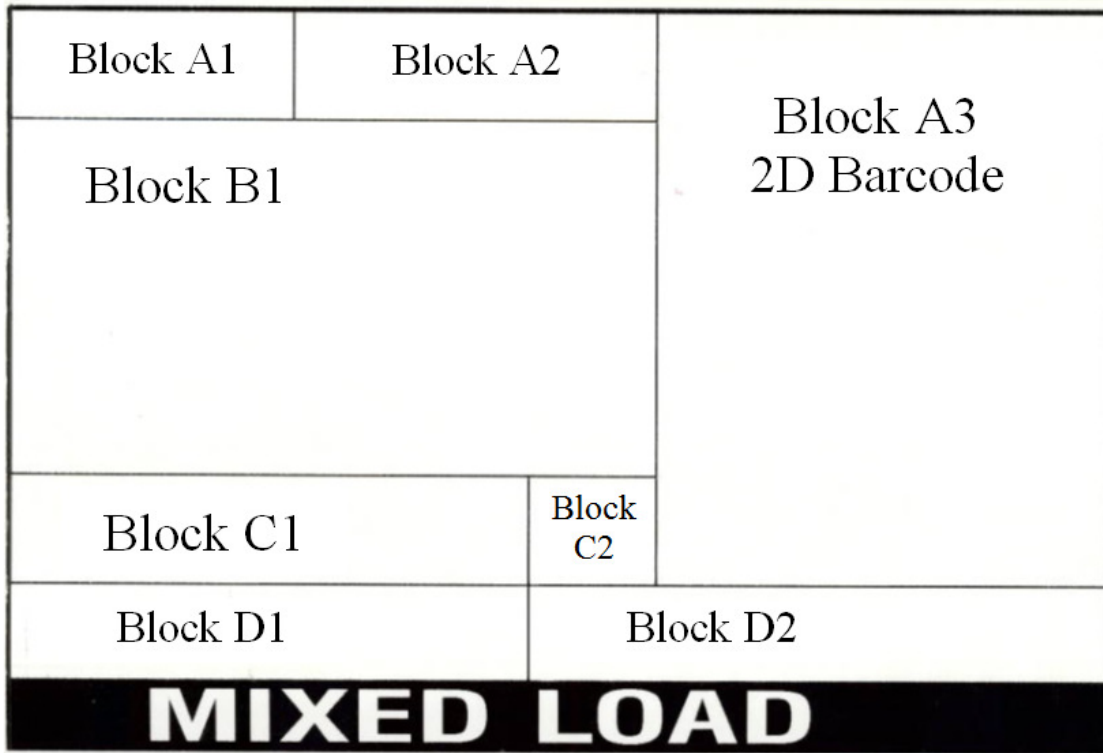 Block A1
Block A2
Block A3
2D Barcode
Block B1
Block C1
Block
C2
Block D1
Block D2
MIXED LOAD